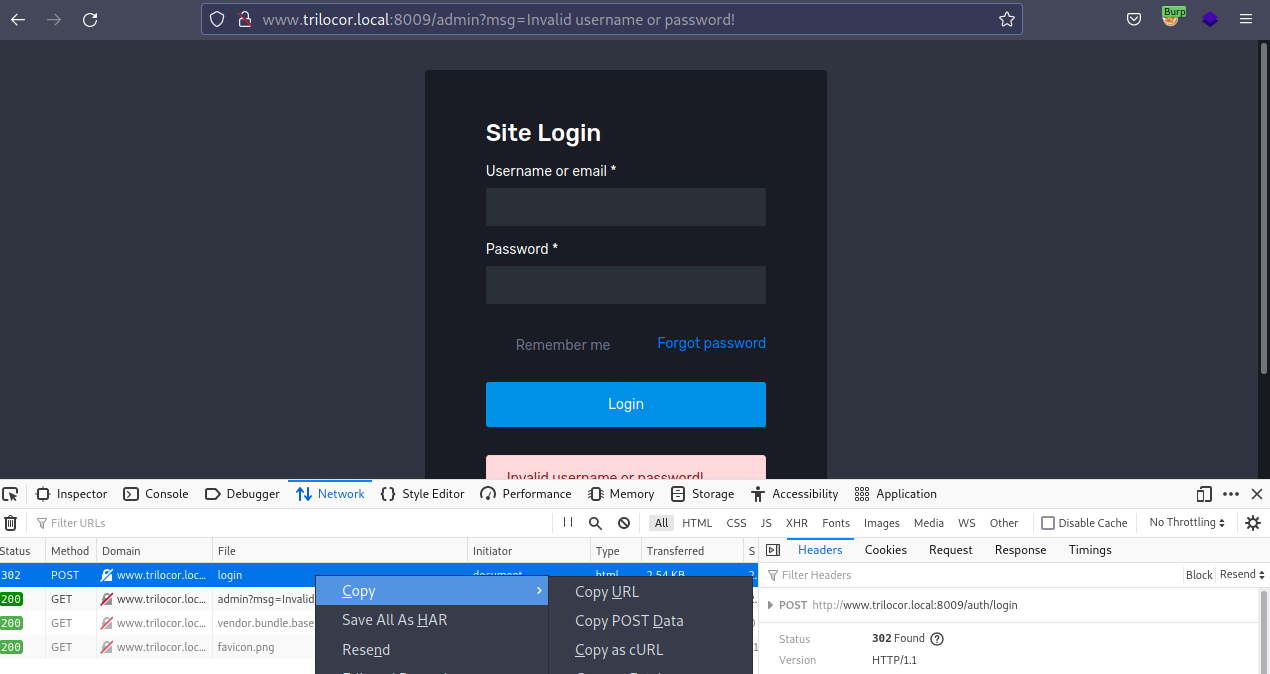 www.trilocor.local:8009/admin?msg=Invalid username or password!
Burp
Site Login
Username or email *
Password *
Remember me
Forgot password
Login
Invalid username or password!
Inspector Console Debugger Network Style Editor Performance Memory Storage Accessibility Application
Filter URLs
All HTML CSS JS XHR Fonts Images Media WS Other Disable Cache No Throttling
Status Method Domain File Initiator Type Transferred S
Headers Cookies Request Response Timings
302 POST www.trilocor.loc... login document html 2.54 KB 2.
Filter Headers
Block Resend
200 GET www.trilocor.loc... admin?msg=Invalid
200 GET www.trilocor.loc... vendor.bundle.base
200 GET www.trilocor.loc... favicon.png
Copy
Save All As HAR
Resend
Copy URL
Copy POST Data
Copy as cURL
POST http://www.trilocor.local:8009/auth/login
Status 302 Found
Version HTTP/1.1